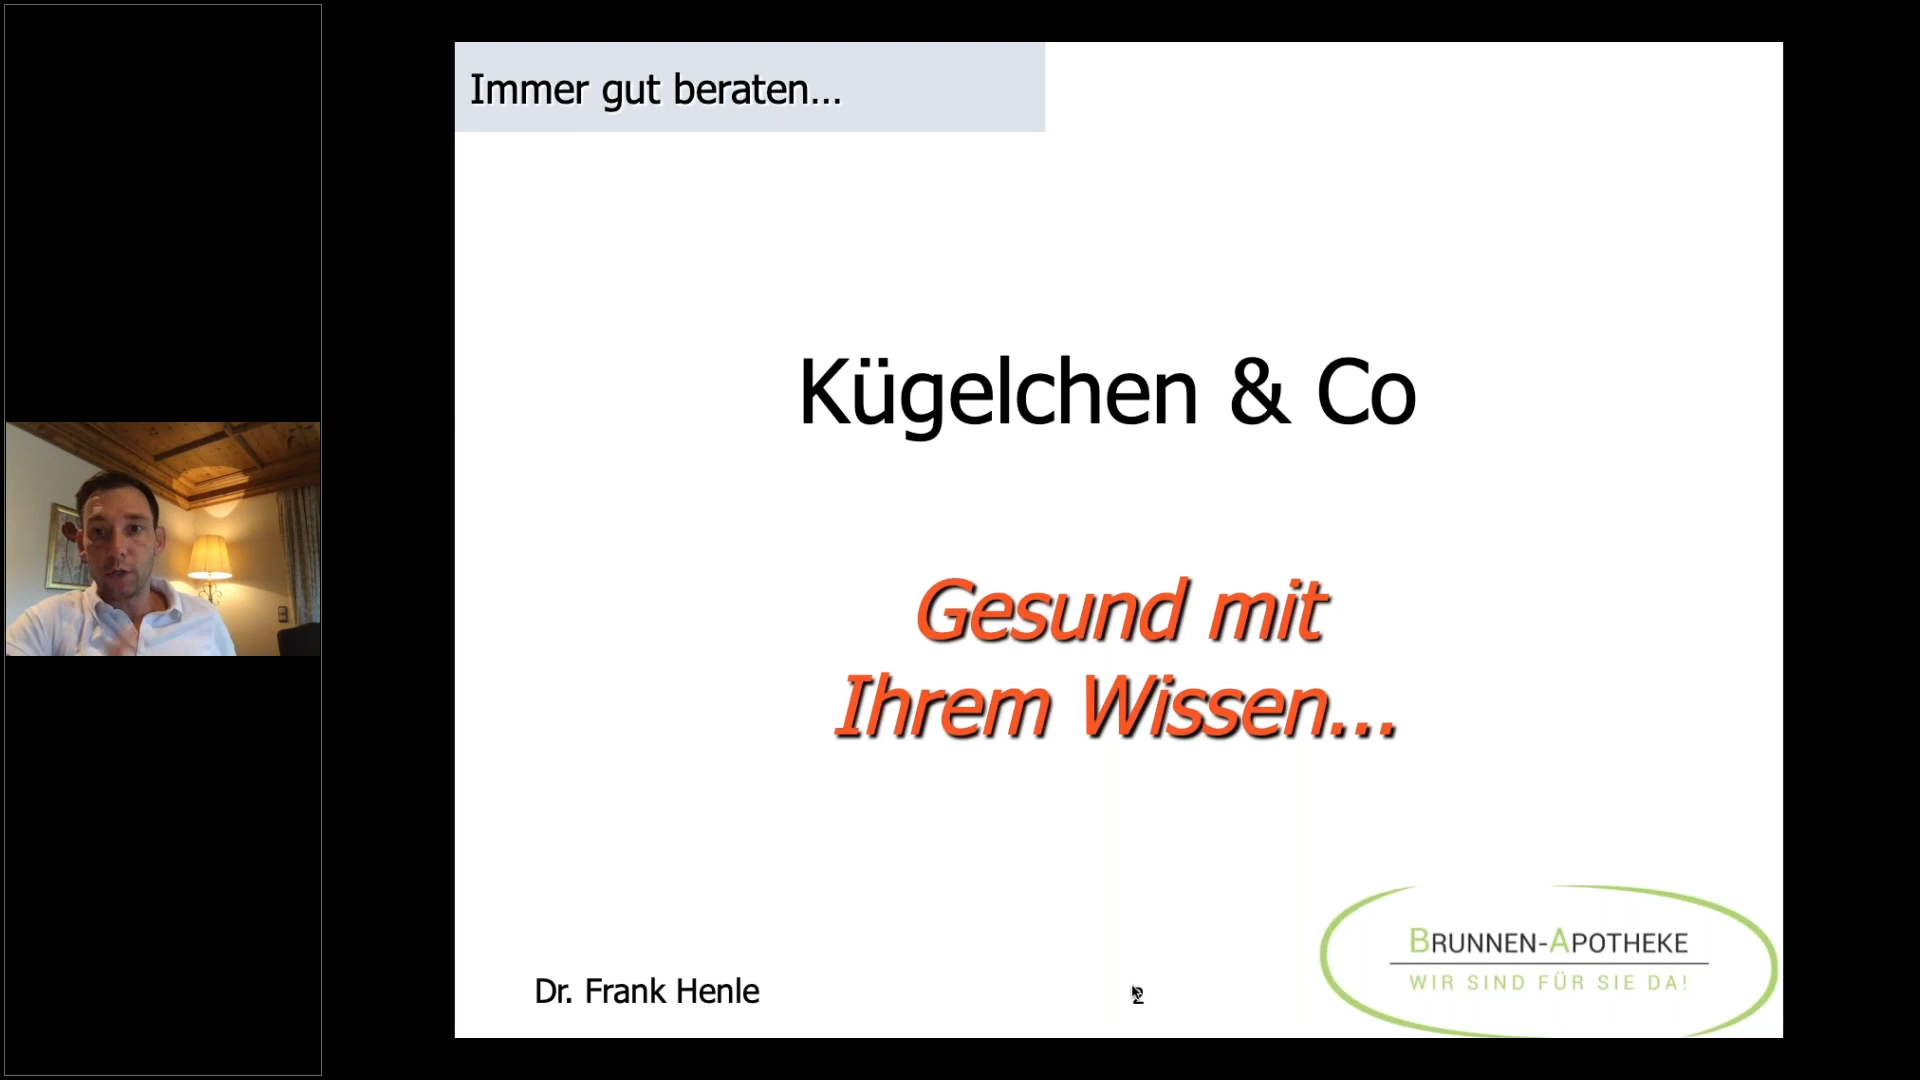 Immer gut beraten...
Kügelchen & Co
Gesund mit
Ihrem Wissen...
Dr. Frank Henle
2
BRUNNEN-APOTHEKE
WIR SIND FÜR SIE DA!